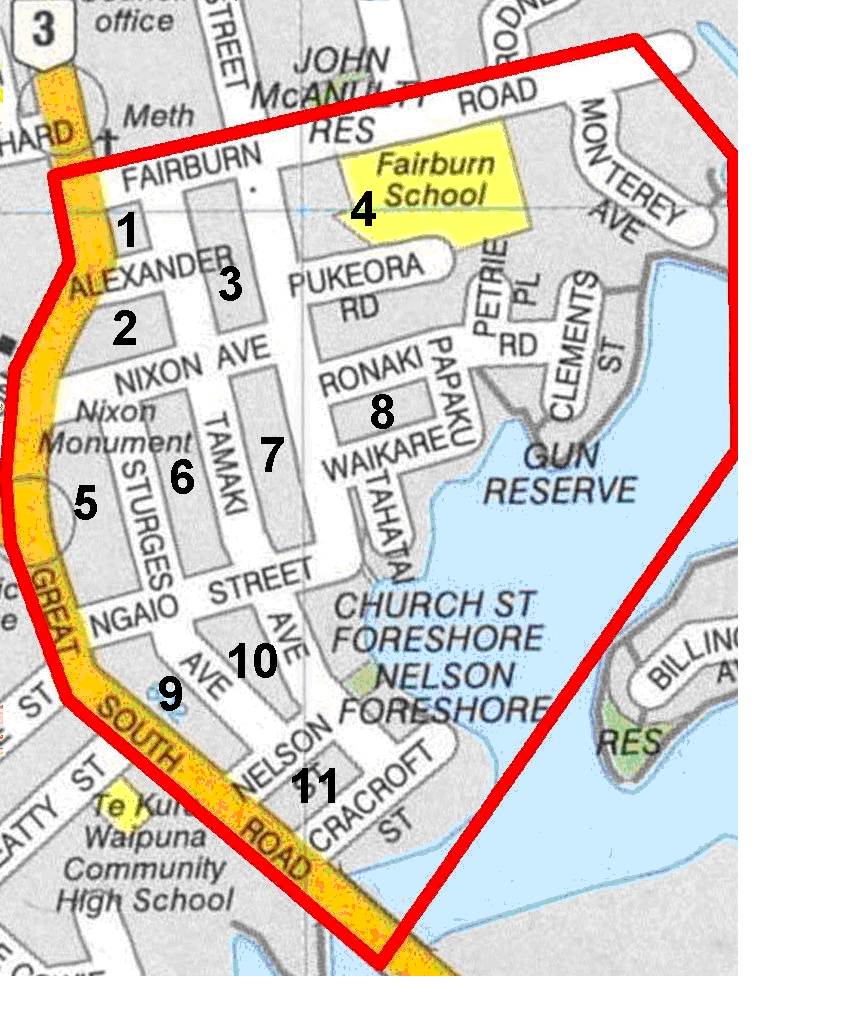 office
3
STREET
JOHN
McANULTY
RES
Meth
FAIRBURN
ROAD
MONTEREY
AVE
Fairburn
School
4
1
ALEXANDER
3
PUKEORA
RD
PETRIE
PL
2
NIXON AVE
RONAKI
RD
CLEMENTS
ST
PAPAKU
8
WAIKARE
Nixon
Monument
TAMAKI
7
6
5
STURGES
TAHATAI
GUN
RESERVE
GREAT
NGAIO STREET
AVE
CHURCH ST
FORESHORE
NELSON
FORESHORE
10
9
AVE
SOUTH
ROAD
NELSON
ST
11
CRACROFT
ST
RES
ST
ST
Waipuna
Community
High School